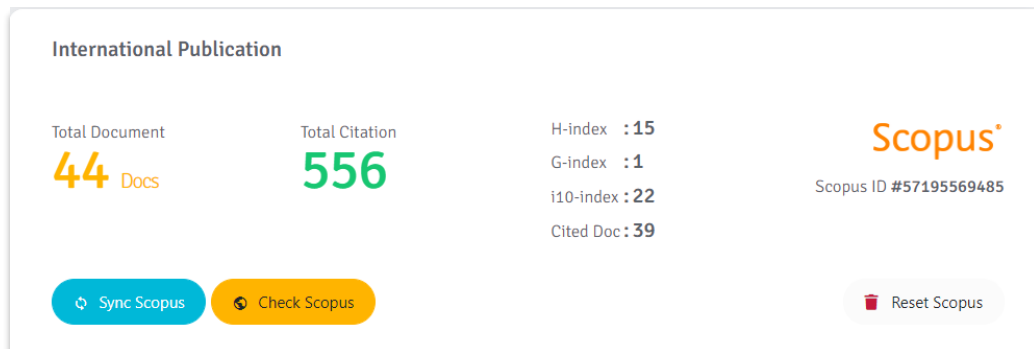 International Publication
Total Document
44 Docs
Total Citation
556
H-index : 15
G-index : 1
i10-index : 22
Cited Doc : 39
Scopus®
Scopus ID #57195569485
Sync Scopus
Check Scopus
Reset Scopus